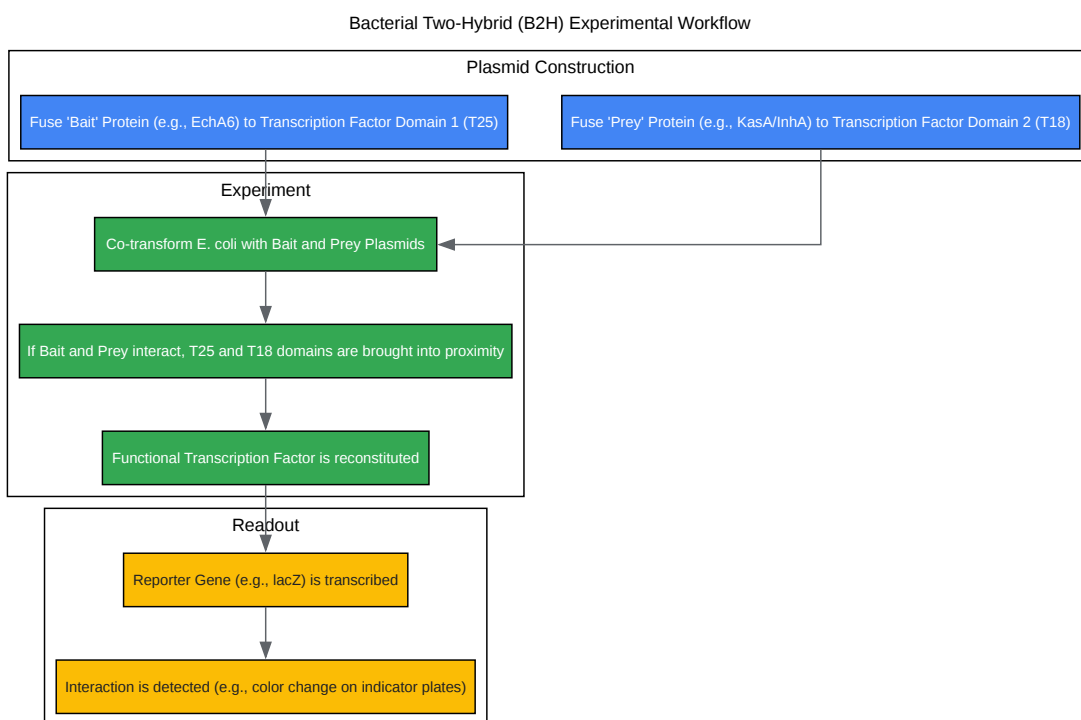 Bacterial Two-Hybrid (B2H) Experimental Workflow
Plasmid Construction
Fuse 'Bait' Protein (e.g., EchA6) to Transcription Factor Domain 1 (T25)
Fuse 'Prey' Protein (e.g., KasA/InhA) to Transcription Factor Domain 2 (T18)
Experiment
Co-transform E. coli with Bait and Prey Plasmids
If Bait and Prey interact, T25 and T18 domains are brought into proximity
Functional Transcription Factor is reconstituted
Readout
Reporter Gene (e.g., lacZ) is transcribed
Interaction is detected (e.g., color change on indicator plates)